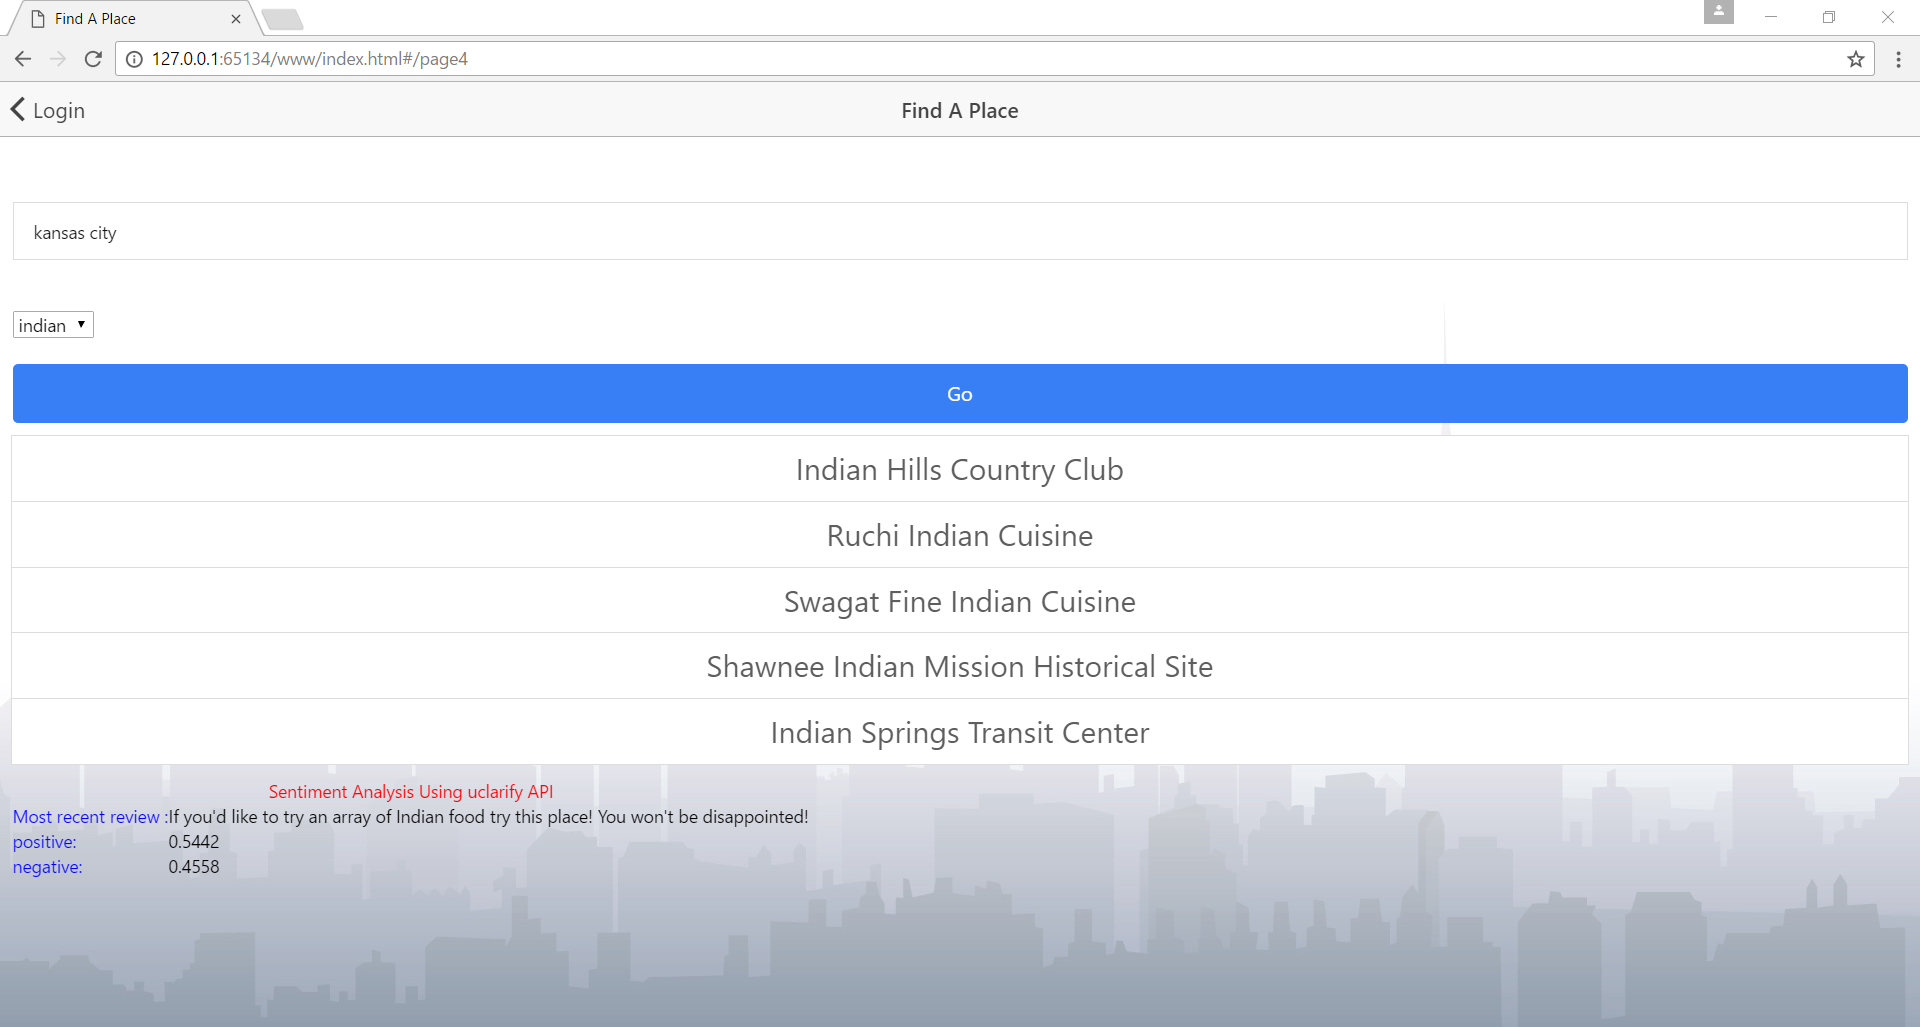 Find A Place
127.0.0.1:65134/www/index.html#/page4
Login
Find A Place
kansas city
indian
Go
Indian Hills Country Club
Ruchi Indian Cuisine
Swagat Fine Indian Cuisine
Shawnee Indian Mission Historical Site
Indian Springs Transit Center
Sentiment Analysis Using uclarify API
Most recent review :If you'd like to try an array of Indian food try this place! You won't be disappointed!
positive: 0.5442
negative: 0.4558